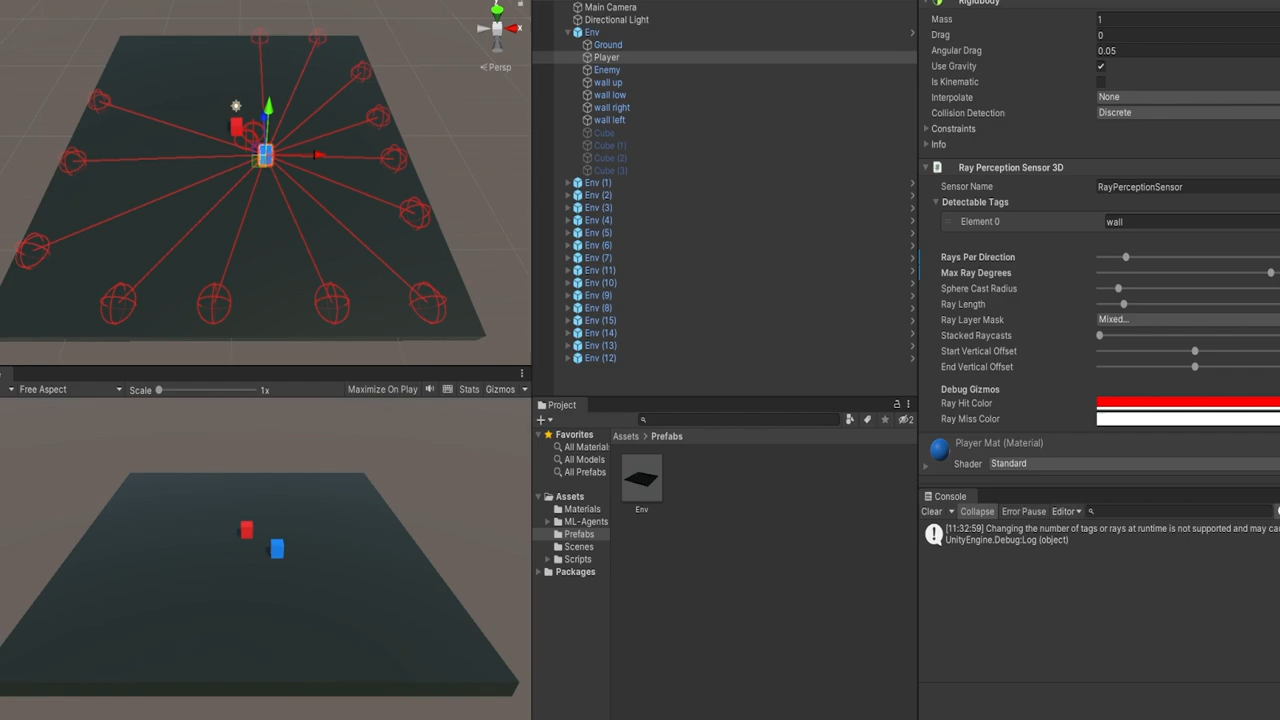 x
Persp
Free Aspect
Scale
1x
Maximize On Play
Stats
Gizmos
Main Camera
Directional Light
Env
Ground
Player
Enemy
wall up
wall low
wall right
wall left
Cube
Cube (1)
Cube (2)
Cube (3)
Env (1)
Env (2)
Env (3)
Env (4)
Env (5)
Env (6)
Env (7)
Env (11)
Env (10)
Env (9)
Env (8)
Env (15)
Env (14)
Env (13)
Env (12)
Project
2
Favorites
All Material
All Models
All Prefabs
Assets
Materials
ML-Agents
Prefabs
Scenes
Scripts
Packages
Assets > Prefabs
Env
Rigidbody
Mass 1
Drag 0
Angular Drag 0.05
Use Gravity
Is Kinematic
Interpolate None
Collision Detection Discrete
Constraints
Info
Ray Perception Sensor 3D
Sensor Name RayPerceptionSensor
Detectable Tags
Element 0 wall
Rays Per Direction
Max Ray Degrees
Sphere Cast Radius
Ray Length
Ray Layer Mask Mixed...
Stacked Raycasts
Start Vertical Offset
End Vertical Offset
Debug Gizmos
Ray Hit Color
Ray Miss Color
Player Mat (Material)
Shader Standard
Console
Clear Collapse Error Pause Editor
[11:32:59] Changing the number of tags or rays at runtime is not supported and may ca
UnityEngine.Debug:Log (object)